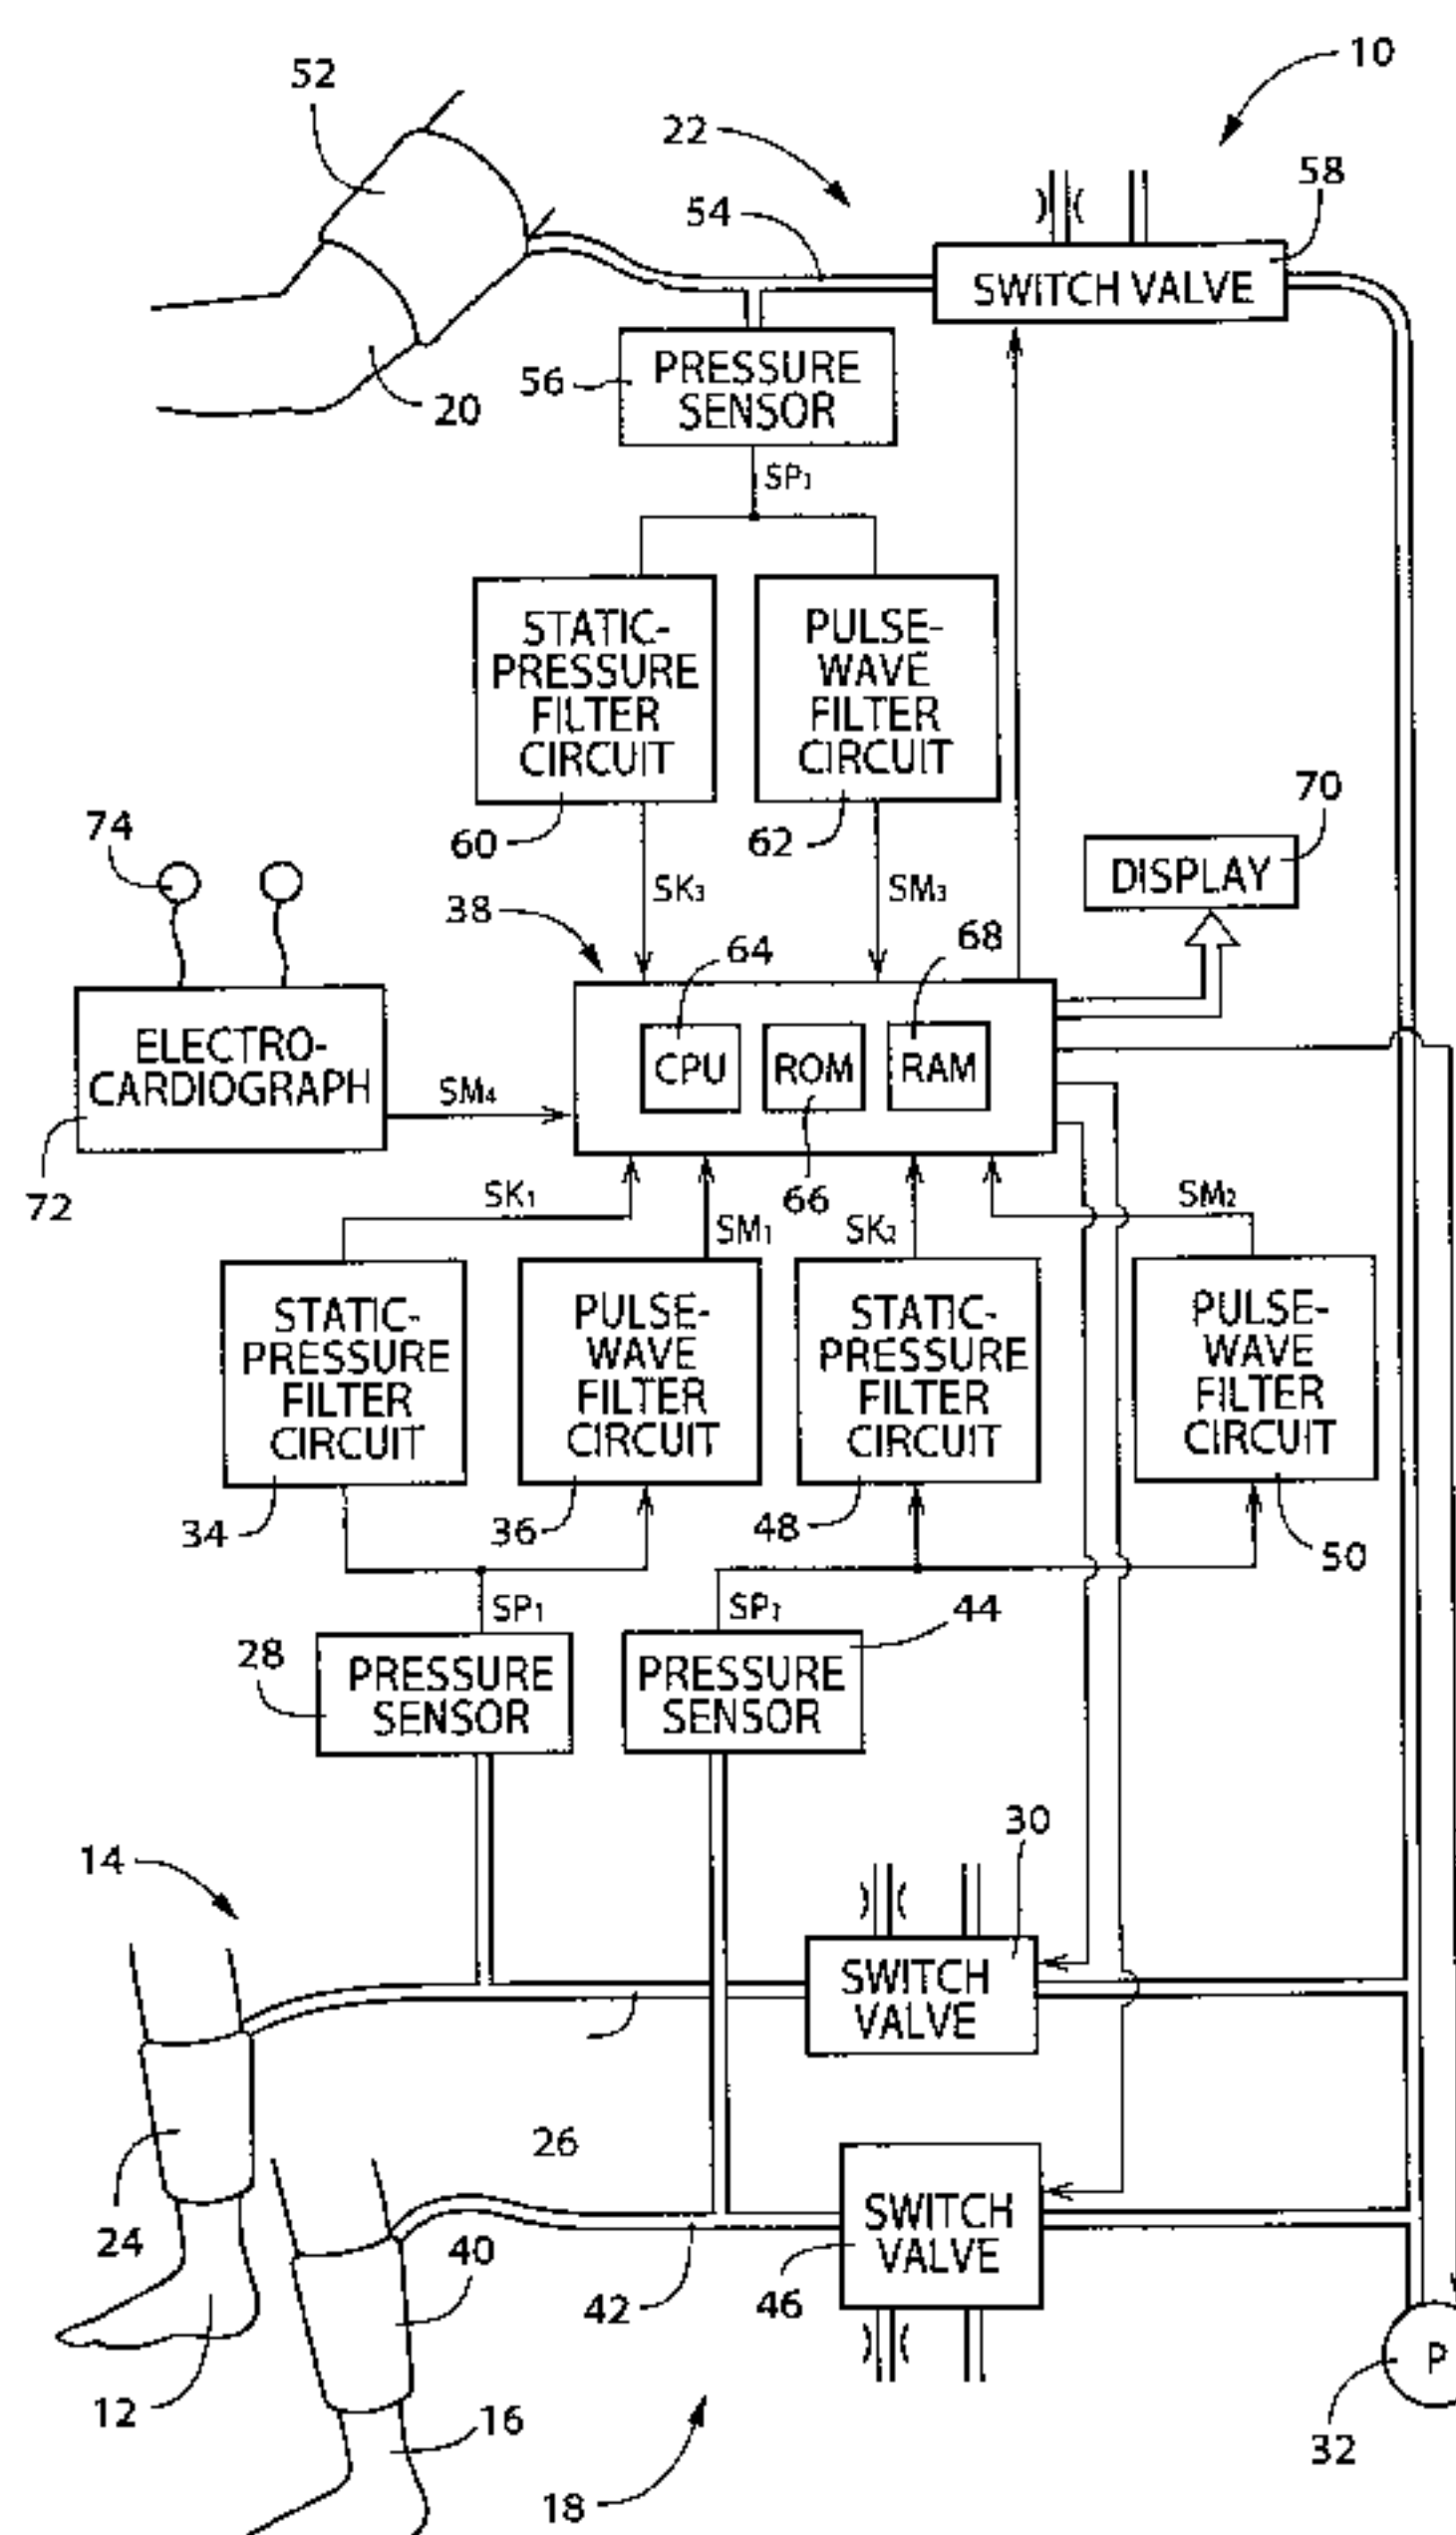 10
52
22
58
54
SWITCH VALVE
56
PRESSURE
SENSOR
20
SP1
STATIC-
PRESSURE
FILTER
CIRCUIT
PULSE-
WAVE
FILTER
CIRCUIT
60
62
70
74
DISPLAY
SK3
SM3
38
64
68
ELECTRO-
CARDIOGRAPH
CPU
ROM
RAM
SM4
72
66
SK1
SM1
SK2
SM2
STATIC-
PRESSURE
FILTER
CIRCUIT
PULSE-
WAVE
FILTER
CIRCUIT
STATIC-
PRESSURE
FILTER
CIRCUIT
PULSE-
WAVE
FILTER
CIRCUIT
34
36
48
50
SP1
44
28
PRESSURE
SENSOR
PRESSURE
SENSOR
30
14
SWITCH
VALVE
26
24
40
SWITCH
VALVE
42
46
12
P
16
32
18